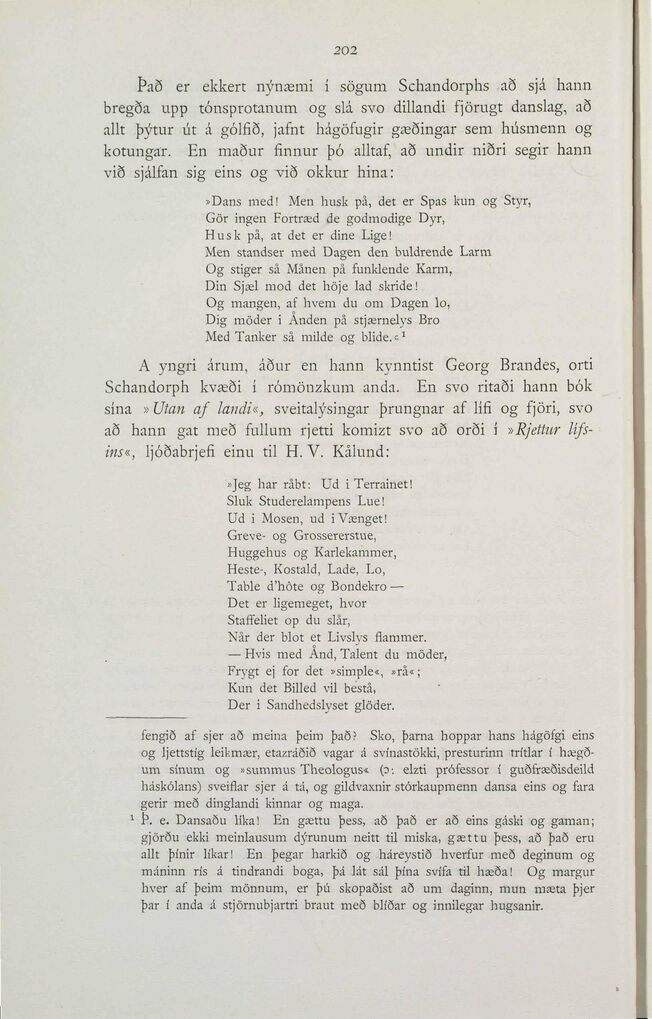 202
Það er ekkert nýnæmi í sögum Schandorphs að sjá hann
bregða upp tónsprotanum og slá svo dillandi fjörugt danslag, að
allt þýtur út á gólfið, jafnt hágöfugir gæðingar sem húsmenn og
kotungar. En maður finnur þó alltaf, að undir niðri segir hann
við sjálfan sig eins og við okkur hina:
»Dans med! Men husk på, det er Spas kun og Styr,
Gör ingen Fortræd de godmodige Dyr,
Husk på, at det er dine Lige!
Men standser med Dagen den buldrende Larm
Og stiger så Månen på funklende Karm,
Din Sjæl mod det höje lad skride!
Og mangen, af hvem du om Dagen lo,
Dig möder i Ånden på stjærnelys Bro
Med Tanker så milde og blide.«¹
A yngri árum, áður en hann kynntist Georg Brandes, orti
Schandorph kvæði í rómönzkum anda. En svo ritaði hann bók
sína »Utan af landi«, sveitalýsingar þrungnar af lífi og fjöri, svo
að hann gat með fullum rjetti komizt svo að orði í »Rjettur lífs-
ins«, ljóðabrjefi einu til H. V. Kålund:
»Jeg har råbt: Ud i Terrainet!
Sluk Studerelampens Lue!
Ud i Mosen, ud i Vænget!
Greve- og Grossererstue,
Huggehus og Karlekammer,
Heste-, Kostald, Lade, Lo,
Table d'hôte og Bondekro —
Det er ligemeget, hvor
Staffeliet op du slår,
Når der blot et Livslys flammer.
— Hvis med Ånd, Talent du möder,
Frygt ej for det »simple«, »rå«;
Kun det Billed vil bestå,
Der i Sandhedslyset glöder.
fengið af sjer að meina þeim það? Sko, þarna hoppar hans hágöfgi eins
og ljettstíg leikmær, etazráðið vagar á svínastökki, presturinn trítlar í hægð-
um sínum og »summus Theologus« (ɔ: elzti prófessor í guðfræðisdeild
háskólans) sveiflar sjer á tá, og gildvaxnir stórkaupmenn dansa eins og fara
gerir með dinglandi kinnar og maga.
¹ Þ. e. Dansaðu líka! En gættu þess, að það er að eins gáski og gaman;
gjörðu ekki meinlausum dýrunum neitt til miska, gættu þess, að það eru
allt þínir líkar! En þegar harkið og háreystið hverfur með deginum og
máninn rís á tindrandi boga, þá lát sál þína svífa til hæða! Og margur
hver af þeim mönnum, er þú skopaðist að um daginn, mun mæta þjer
þar í anda á stjörnubjartri braut með blíðar og innilegar hugsanir.